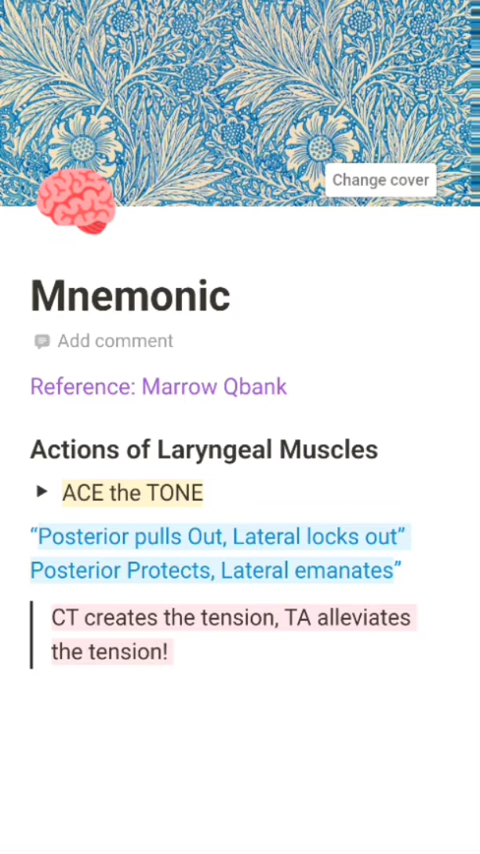 Change cover
Mnemonic
Add comment
Reference: Marrow Qbank
Actions of Laryngeal Muscles
ACE the TONE
“Posterior pulls Out, Lateral locks out”
Posterior Protects, Lateral emanates”
CT creates the tension, TA alleviates
the tension!